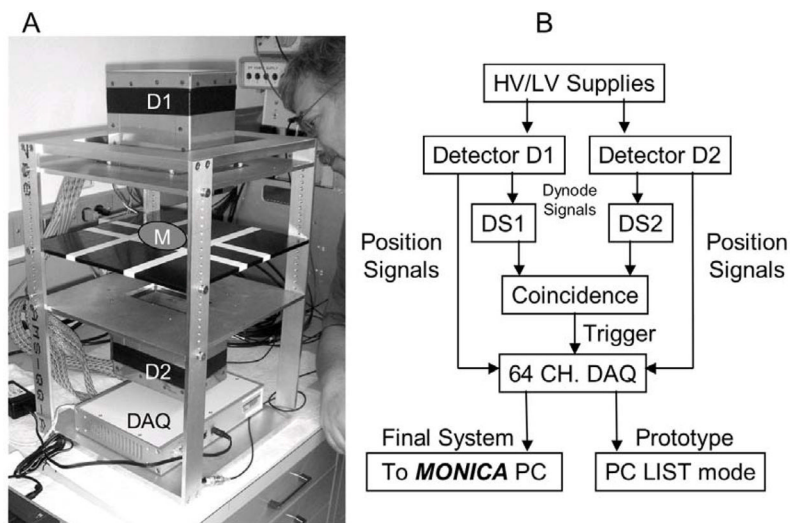 A
B
D1
M
D2
DAQ
HV/LV Supplies
Detector D1
Detector D2
Dynode
Signals
DS1
DS2
Position
Signals
Position
Signals
Coincidence
Trigger
64 CH. DAQ
Final System
Prototype
To MONICA PC
PC LIST mode